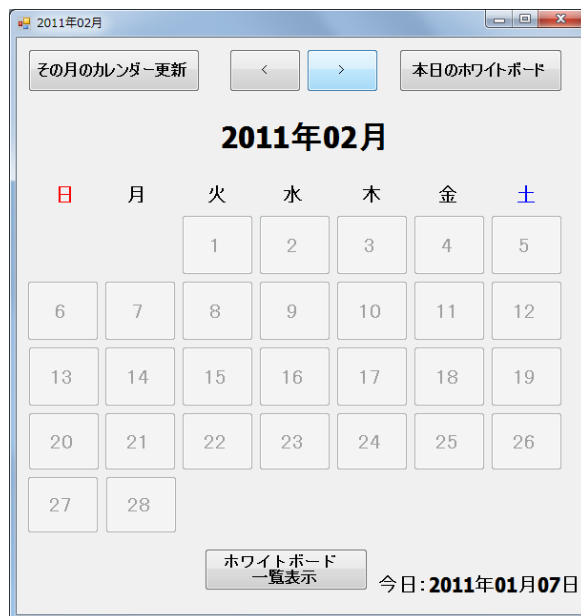 2011年02月
その月のカレンダー更新 < > 本日のホワイトボード
2011年02月
日 月 火 水 木 金 土
1 2 3 4 5
6 7 8 9 10 11 12
13 14 15 16 17 18 19
20 21 22 23 24 25 26
27 28
ホワイトボード
一覧表示
今日:2011年01月07日